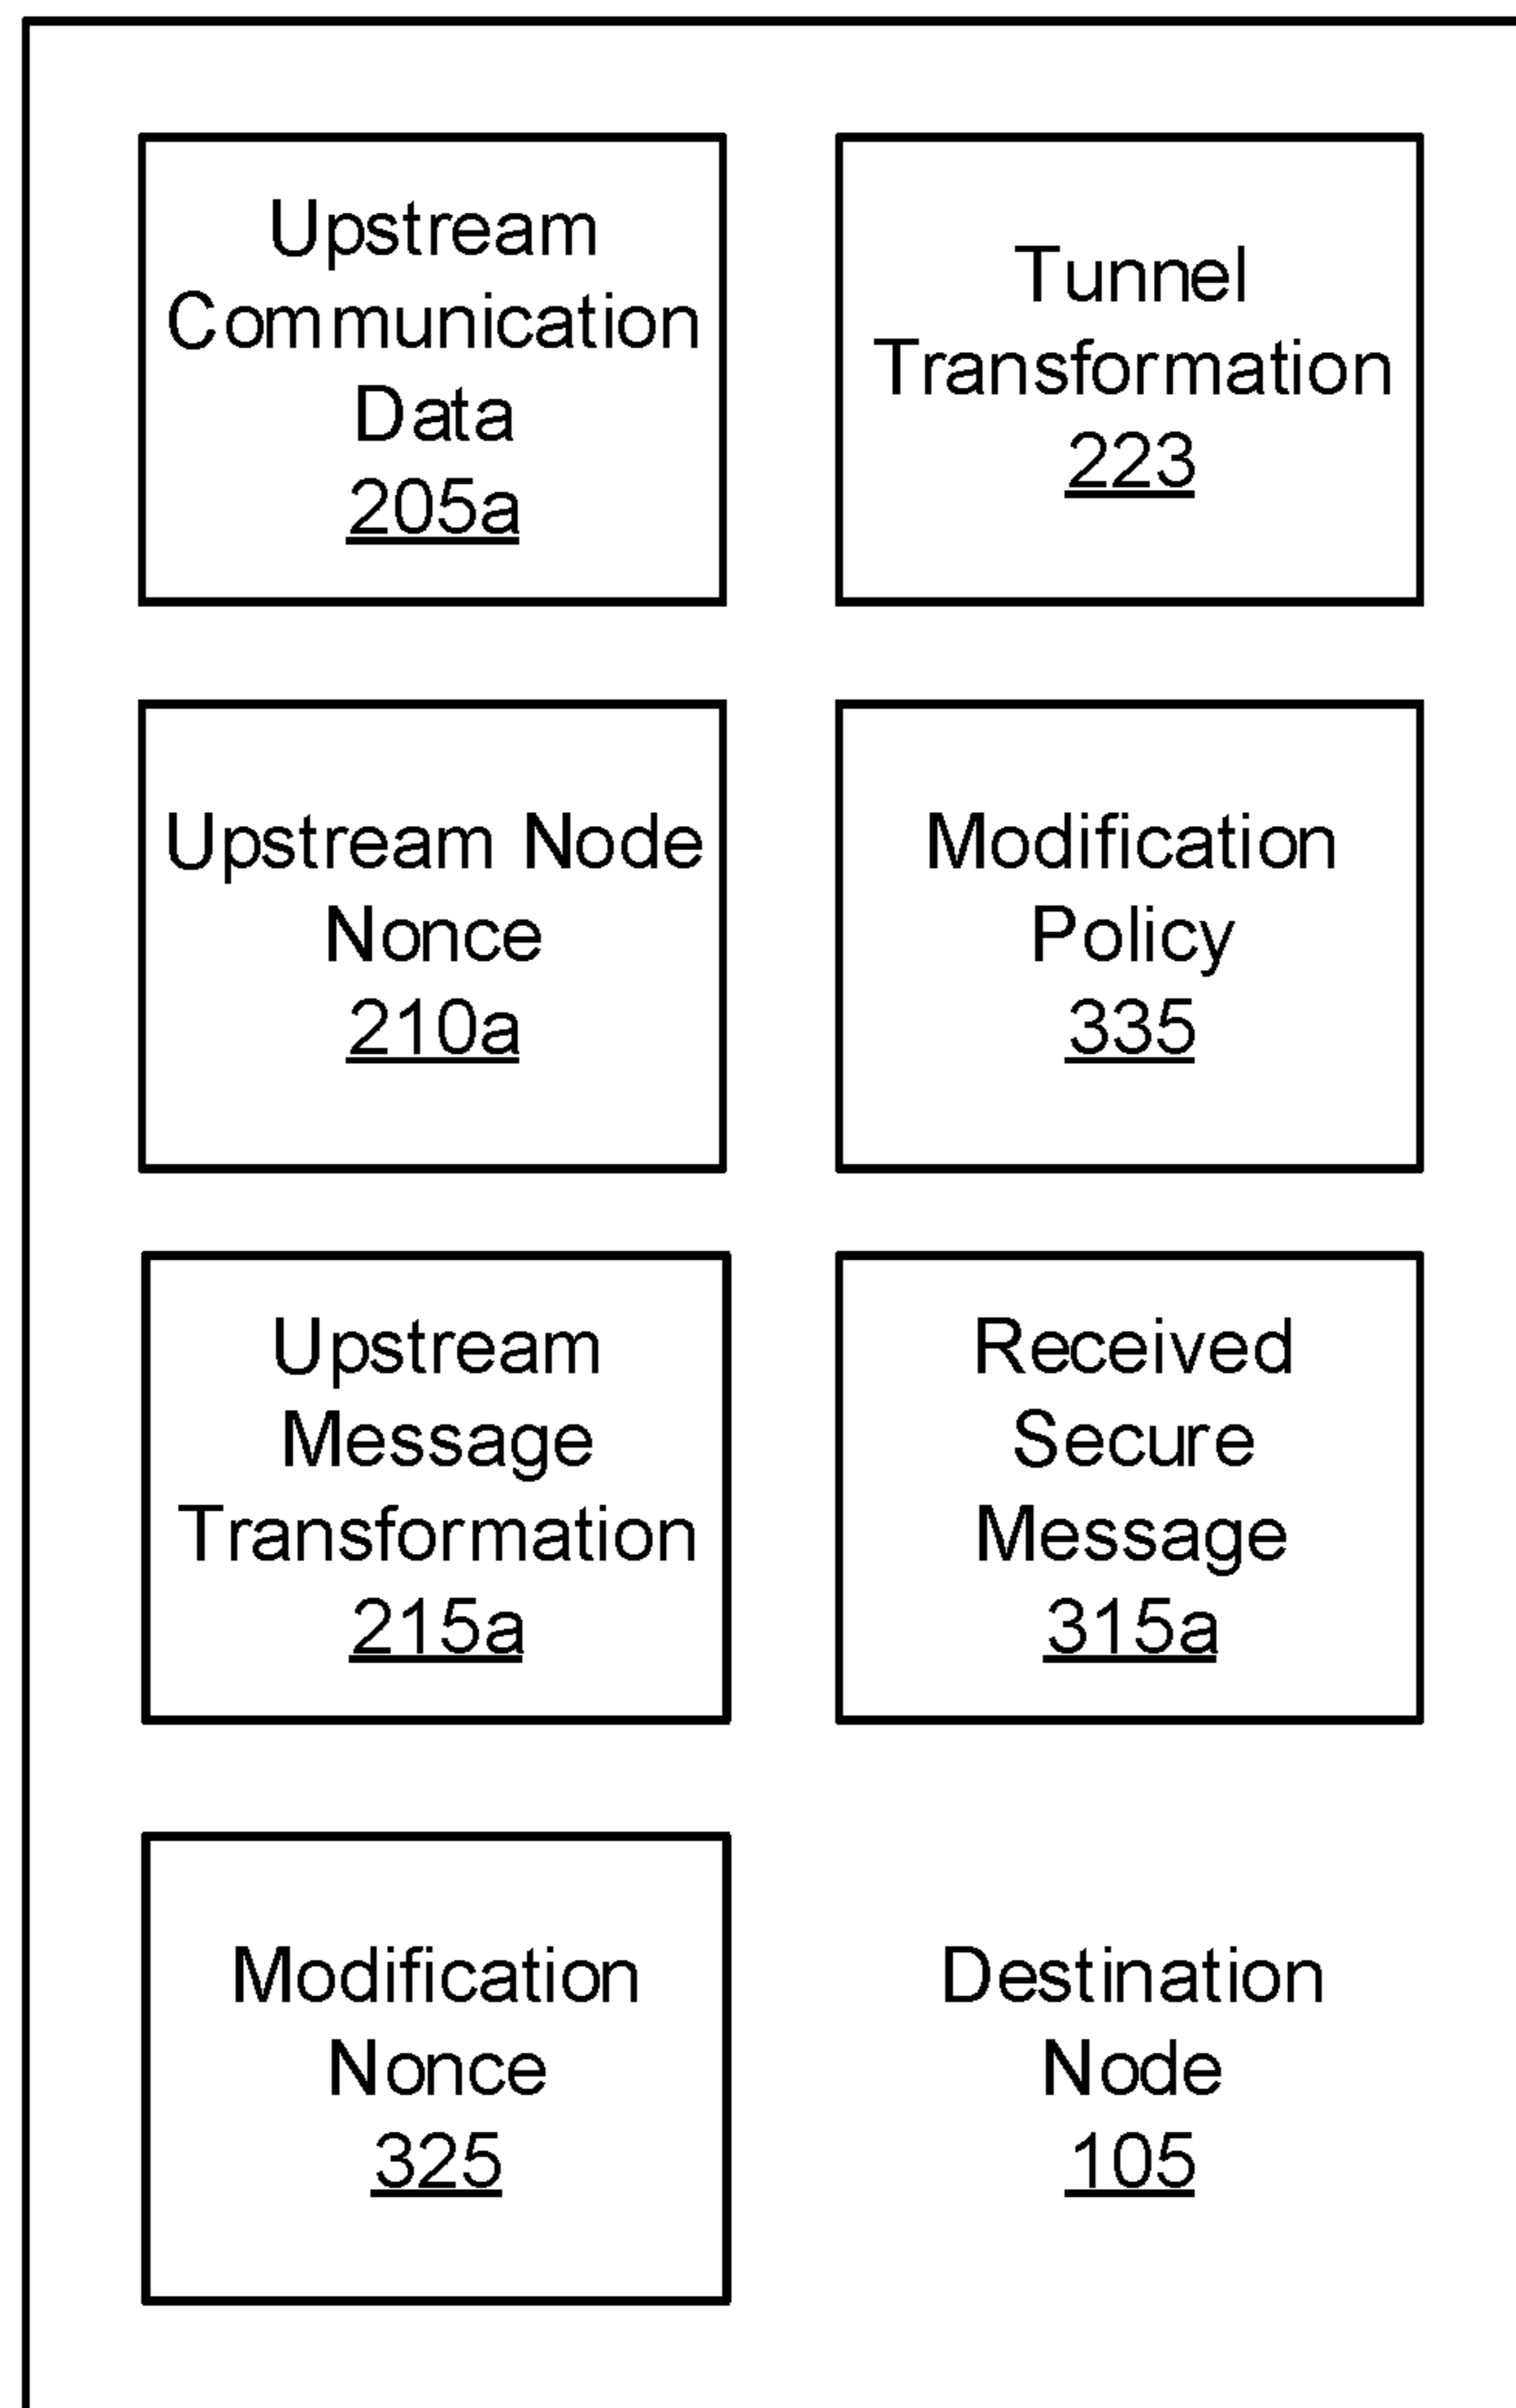 Upstream
Communication
Data
205a
Tunnel
Transformation
223
Upstream Node
Nonce
210a
Modification
Policy
335
Upstream
Message
Transformation
215a
Received
Secure
Message
315a
Modification
Nonce
325
Destination
Node
105